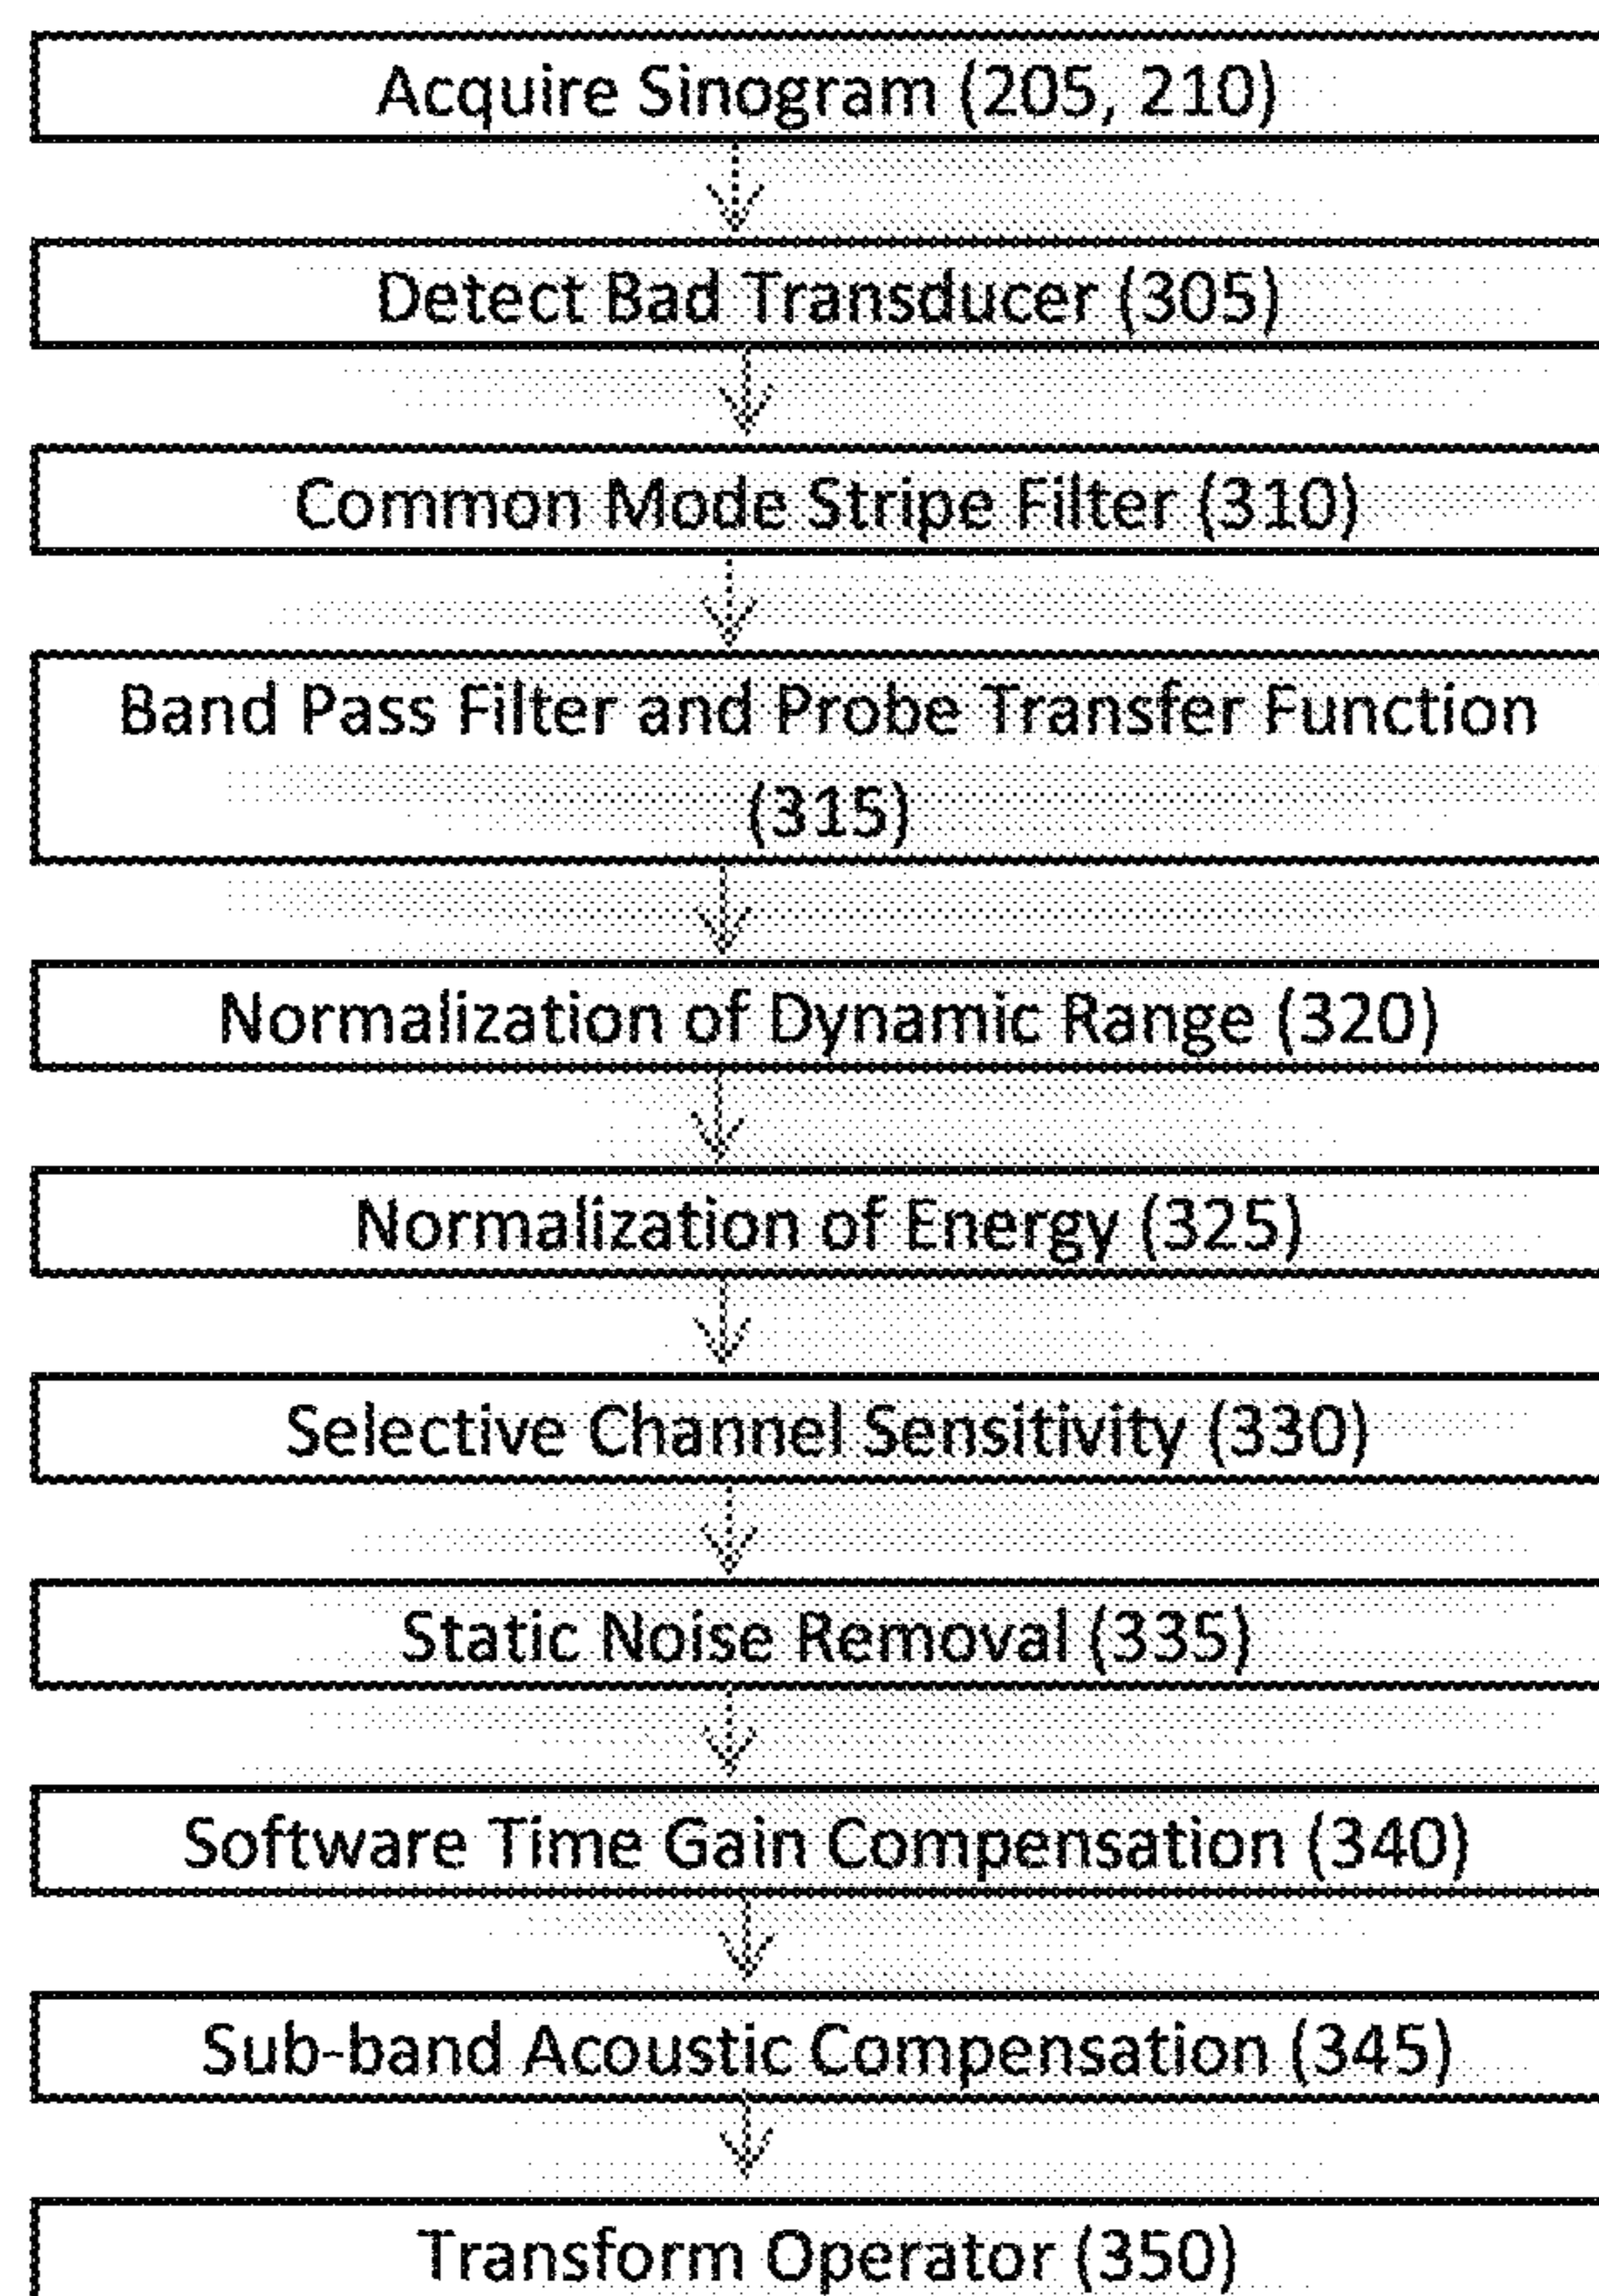 Acquire Sinogram (205, 210)
Detect Bad Transducer (305)
Common Mode Stripe Filter (310)
Band Pass Filter and Probe Transfer Function
(315)
Normalization of Dynamic Range (320)
Normalization of Energy (325)
Selective Channel Sensitivity (330)
Static Noise Removal (335)
Software Time Gain Compensation (340)
Sub-band Acoustic Compensation (345)
Transform Operator (350)